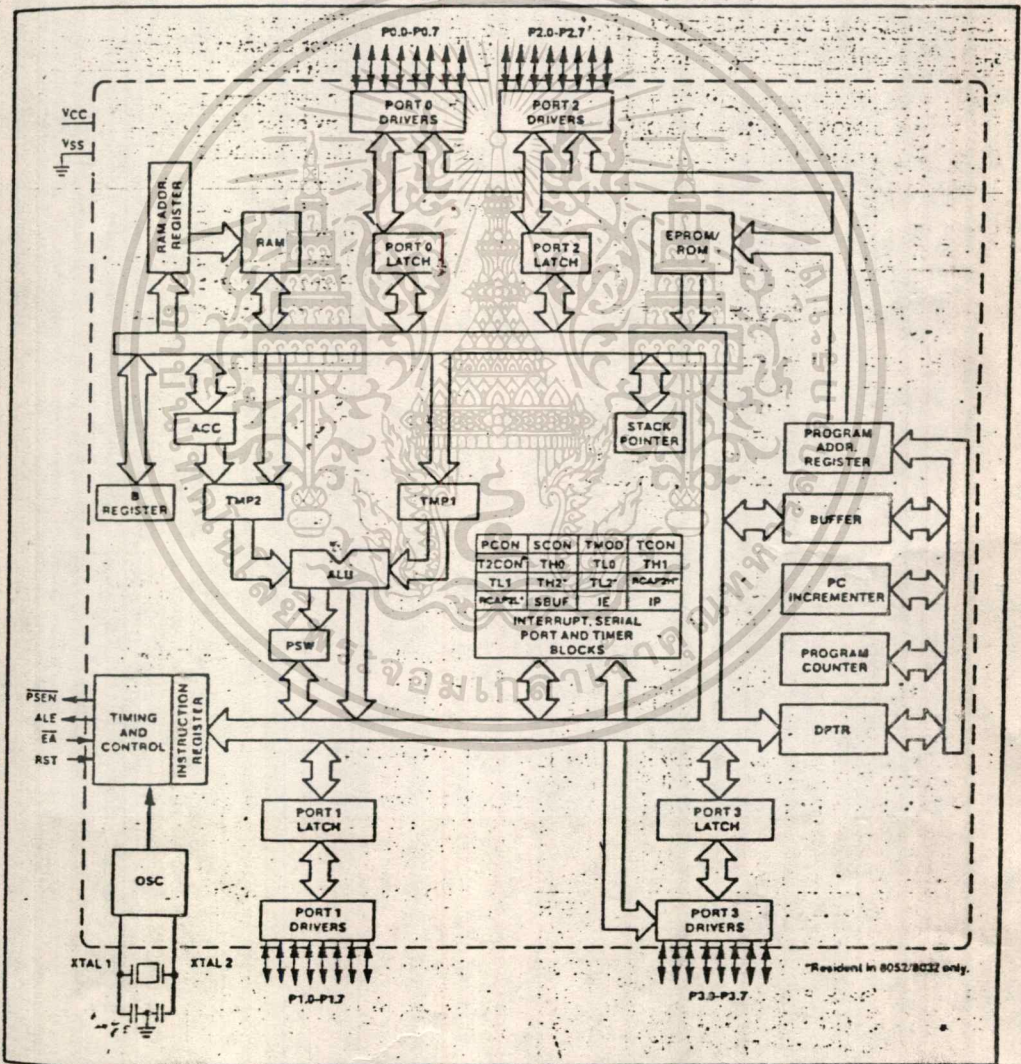 P0.0-P0.7
P2.0-P2.7
PORT 0
DRIVERS
PORT 2
DRIVERS
VCC
VSS
RAM ADDR.
REGISTER
RAM
PORT 0
LATCH
PORT 2
LATCH
EPROM/
ROM
ACC
STACK
POINTER
PROGRAM
ADDR.
REGISTER
B
REGISTER
TMP2
TMP1
BUFFER
ALU
PCON SCON TMOD TCON
T2CON* TH0 TL0 TH1
TL1 TH2* TL2* RCAP2H*
RCAP2L* SBUF IE IP
INTERRUPT, SERIAL
PORT AND TIMER
BLOCKS
PC
INCREMENTER
PSW
PROGRAM
COUNTER
PSEN
ALE
EA
RST
TIMING
AND
CONTROL
INSTRUCTION
REGISTER
DPTR
PORT 1
LATCH
PORT 3
LATCH
OSC
PORT 1
DRIVERS
PORT 3
DRIVERS
XTAL 1
XTAL 2
P1.0-P1.7
P3.0-P3.7
*Resident in 8052/8032 only.